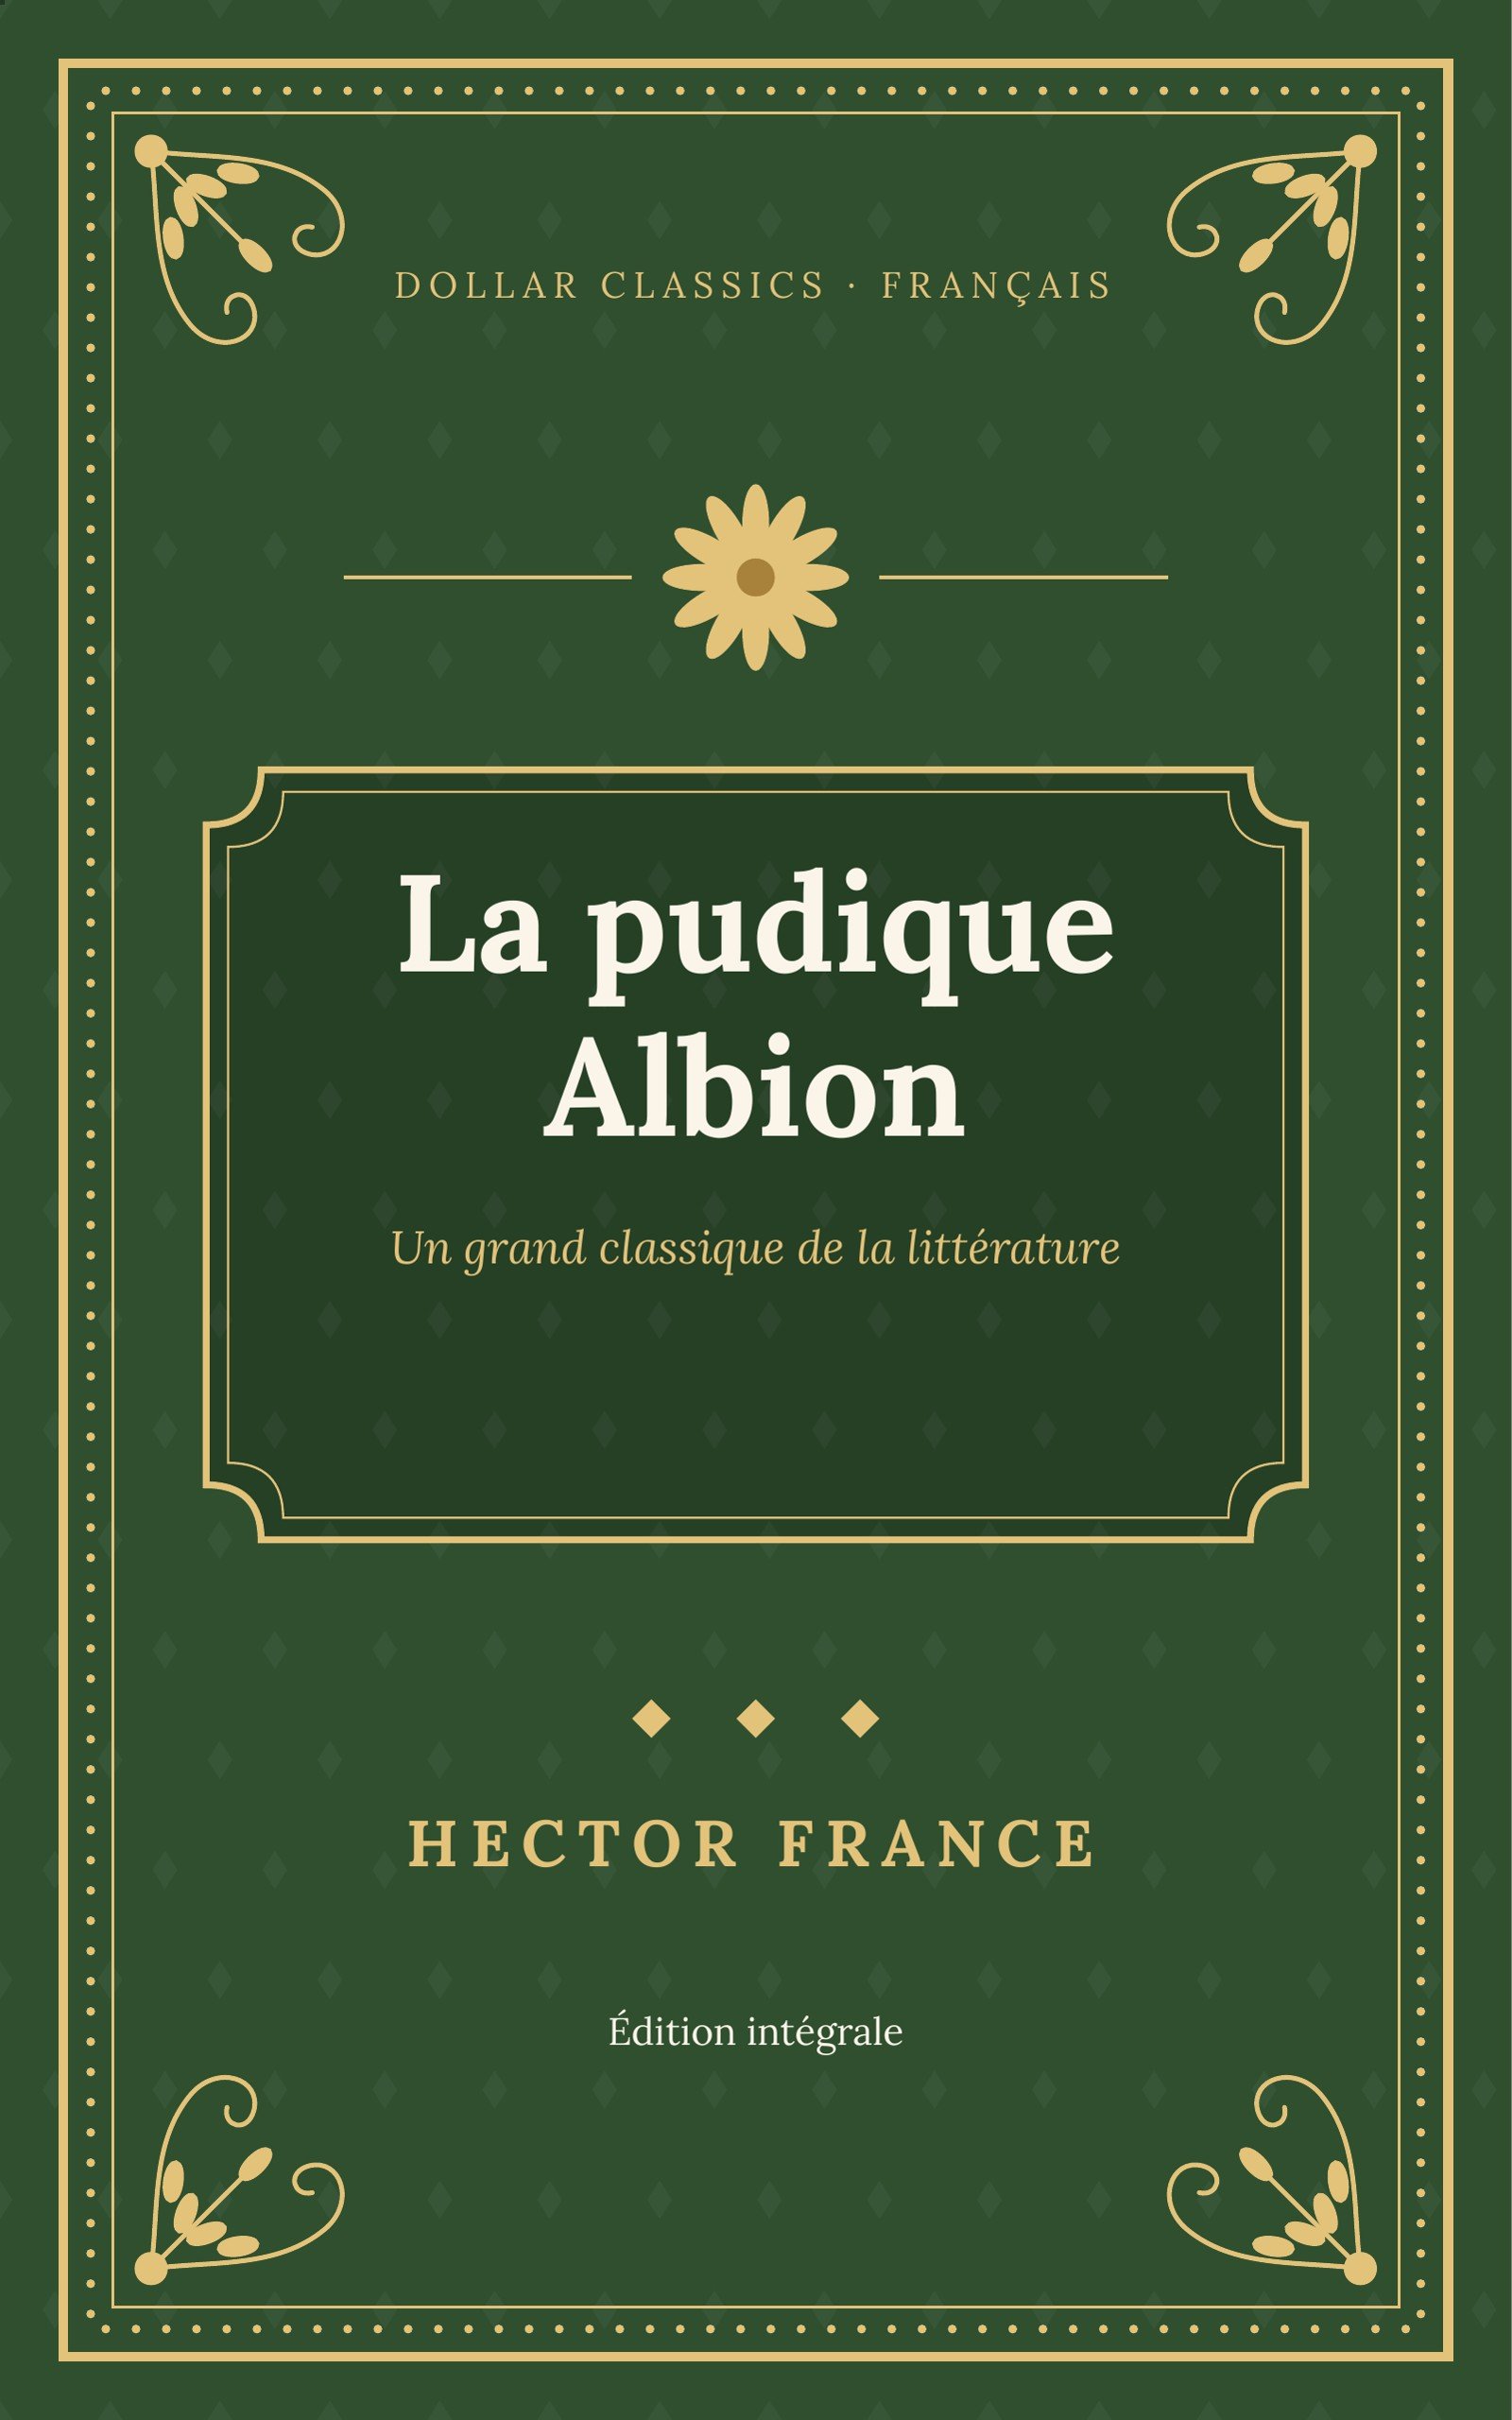 DOLLAR CLASSICS · FRANÇAIS
La pudique
Albion
Un grand classique de la littérature
HECTOR FRANCE
Édition intégrale